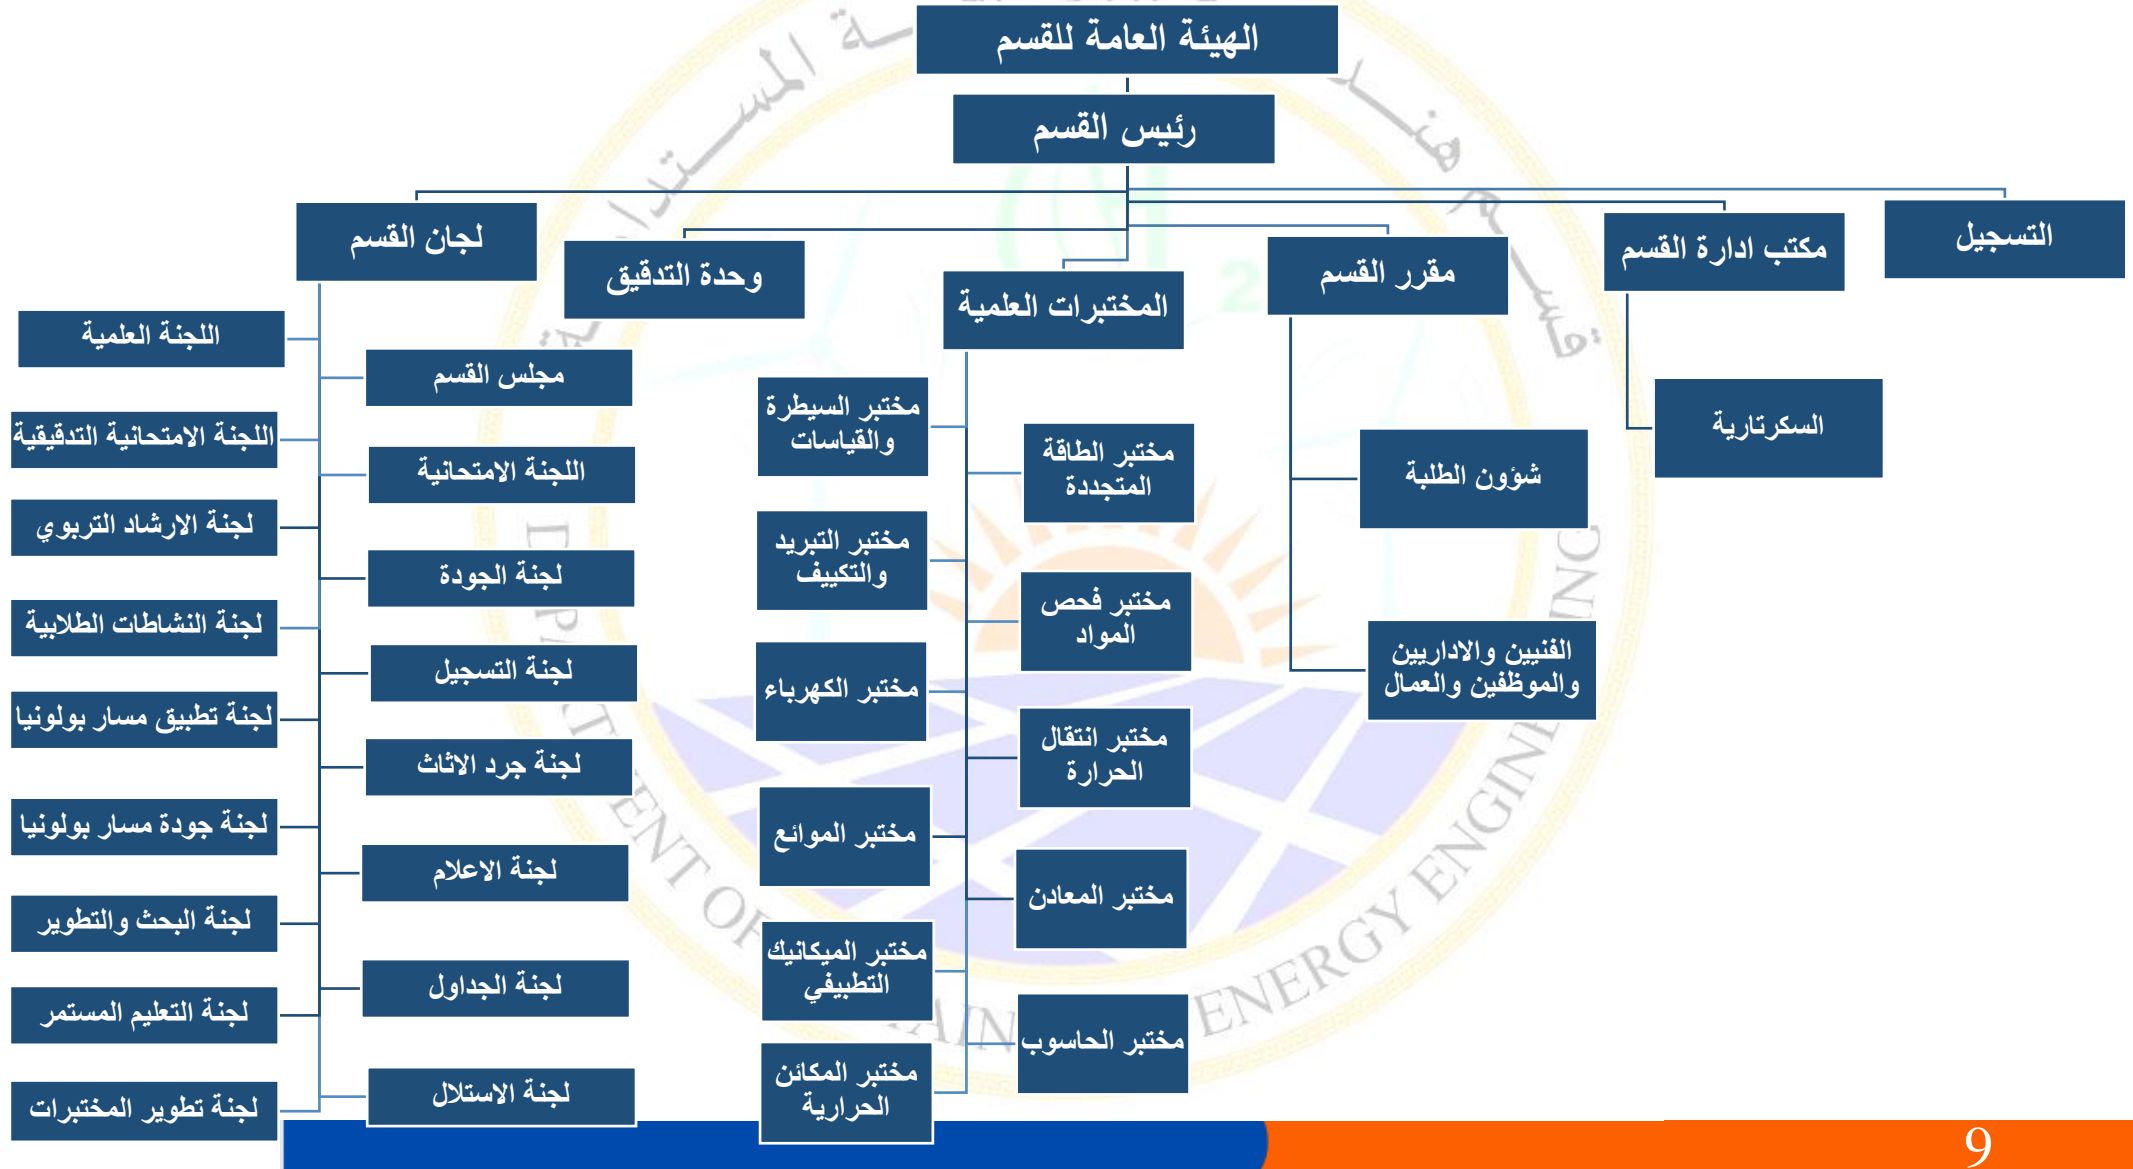 الهيئة العامة للقسم
رئيس القسم
التسجيل
مكتب ادارة القسم
السكرتارية
مقرر القسم
شؤون الطلبة
الفنيين والاداريين
والموظفين والعمال
المختبرات العلمية
مختبر السيطرة
والقياسات
مختبر الطاقة
المتجددة
مختبر التبريد
والتكييف
مختبر فحص
المواد
مختبر الكهرباء
مختبر انتقال
الحرارة
مختبر الموائع
مختبر المعادن
مختبر الميكانيك
التطبيفي
مختبر الحاسوب
مختبر المكائن
الحرارية
وحدة التدقيق
لجان القسم
اللجنة العلمية
مجلس القسم
اللجنة الامتحانية التدقيقية
اللجنة الامتحانية
لجنة الارشاد التربوي
لجنة الجودة
لجنة النشاطات الطلابية
لجنة التسجيل
لجنة تطبيق مسار بولونيا
لجنة جرد الاثاث
لجنة جودة مسار بولونيا
لجنة الاعلام
لجنة البحث والتطوير
لجنة الجداول
لجنة التعليم المستمر
لجنة الاستلال
لجنة تطوير المختبرات
9